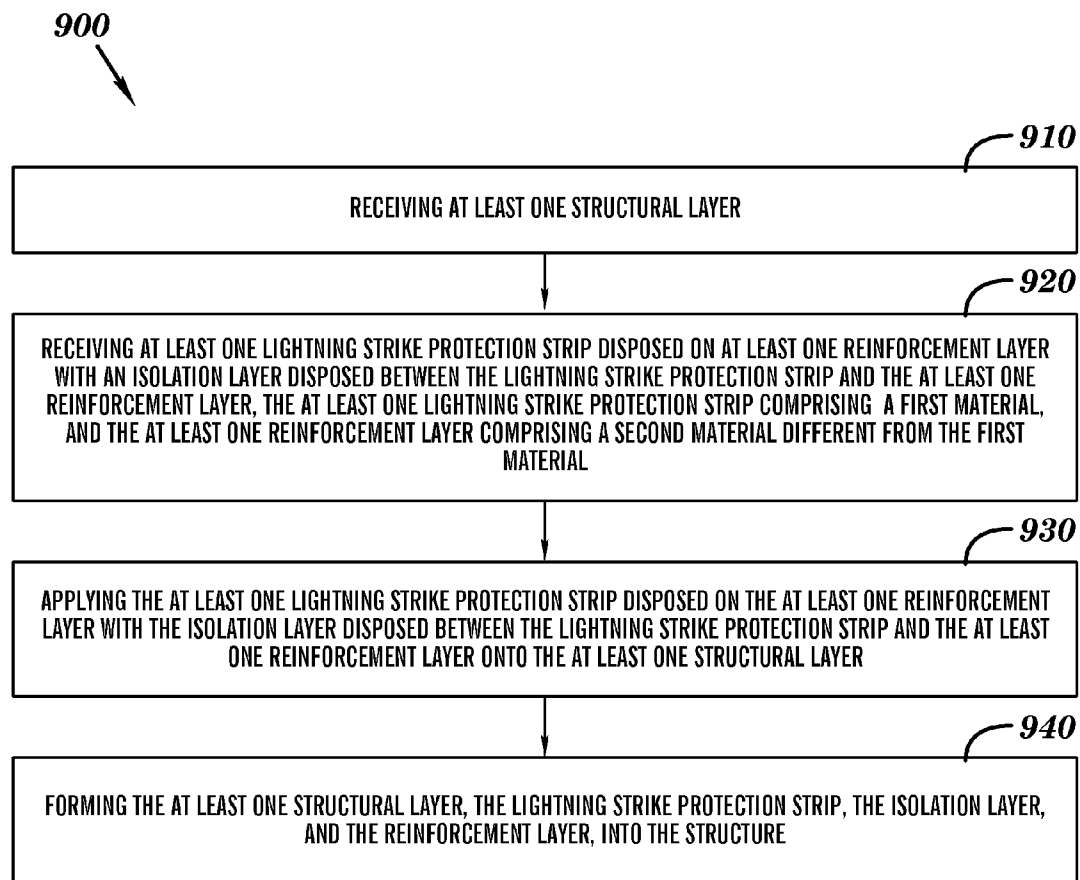 900
910
RECEIVING AT LEAST ONE STRUCTURAL LAYER
920
RECEIVING AT LEAST ONE LIGHTNING STRIKE PROTECTION STRIP DISPOSED ON AT LEAST ONE REINFORCEMENT LAYER
WITH AN ISOLATION LAYER DISPOSED BETWEEN THE LIGHTNING STRIKE PROTECTION STRIP AND THE AT LEAST ONE
REINFORCEMENT LAYER, THE AT LEAST ONE LIGHTNING STRIKE PROTECTION STRIP COMPRISING A FIRST MATERIAL,
AND THE AT LEAST ONE REINFORCEMENT LAYER COMPRISING A SECOND MATERIAL DIFFERENT FROM THE FIRST
MATERIAL
930
APPLYING THE AT LEAST ONE LIGHTNING STRIKE PROTECTION STRIP DISPOSED ON THE AT LEAST ONE REINFORCEMENT
LAYER WITH THE ISOLATION LAYER DISPOSED BETWEEN THE LIGHTNING STRIKE PROTECTION STRIP AND THE AT LEAST
ONE REINFORCEMENT LAYER ONTO THE AT LEAST ONE STRUCTURAL LAYER
940
FORMING THE AT LEAST ONE STRUCTURAL LAYER, THE LIGHTNING STRIKE PROTECTION STRIP, THE ISOLATION LAYER,
AND THE REINFORCEMENT LAYER, INTO THE STRUCTURE